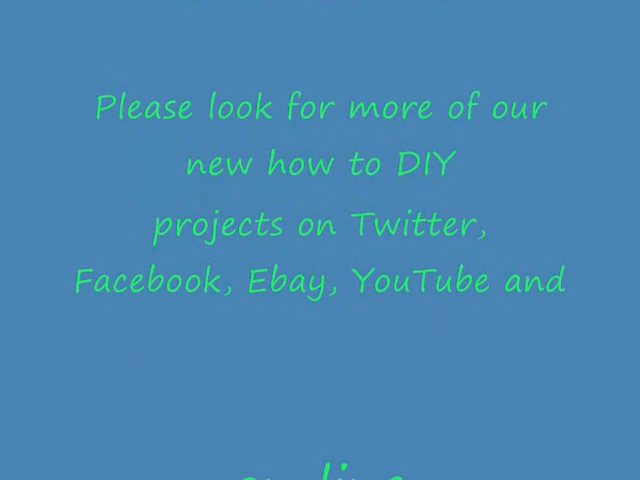 Please look for more of our
new how to DIY
projects on Twitter,
Facebook, Ebay, YouTube and